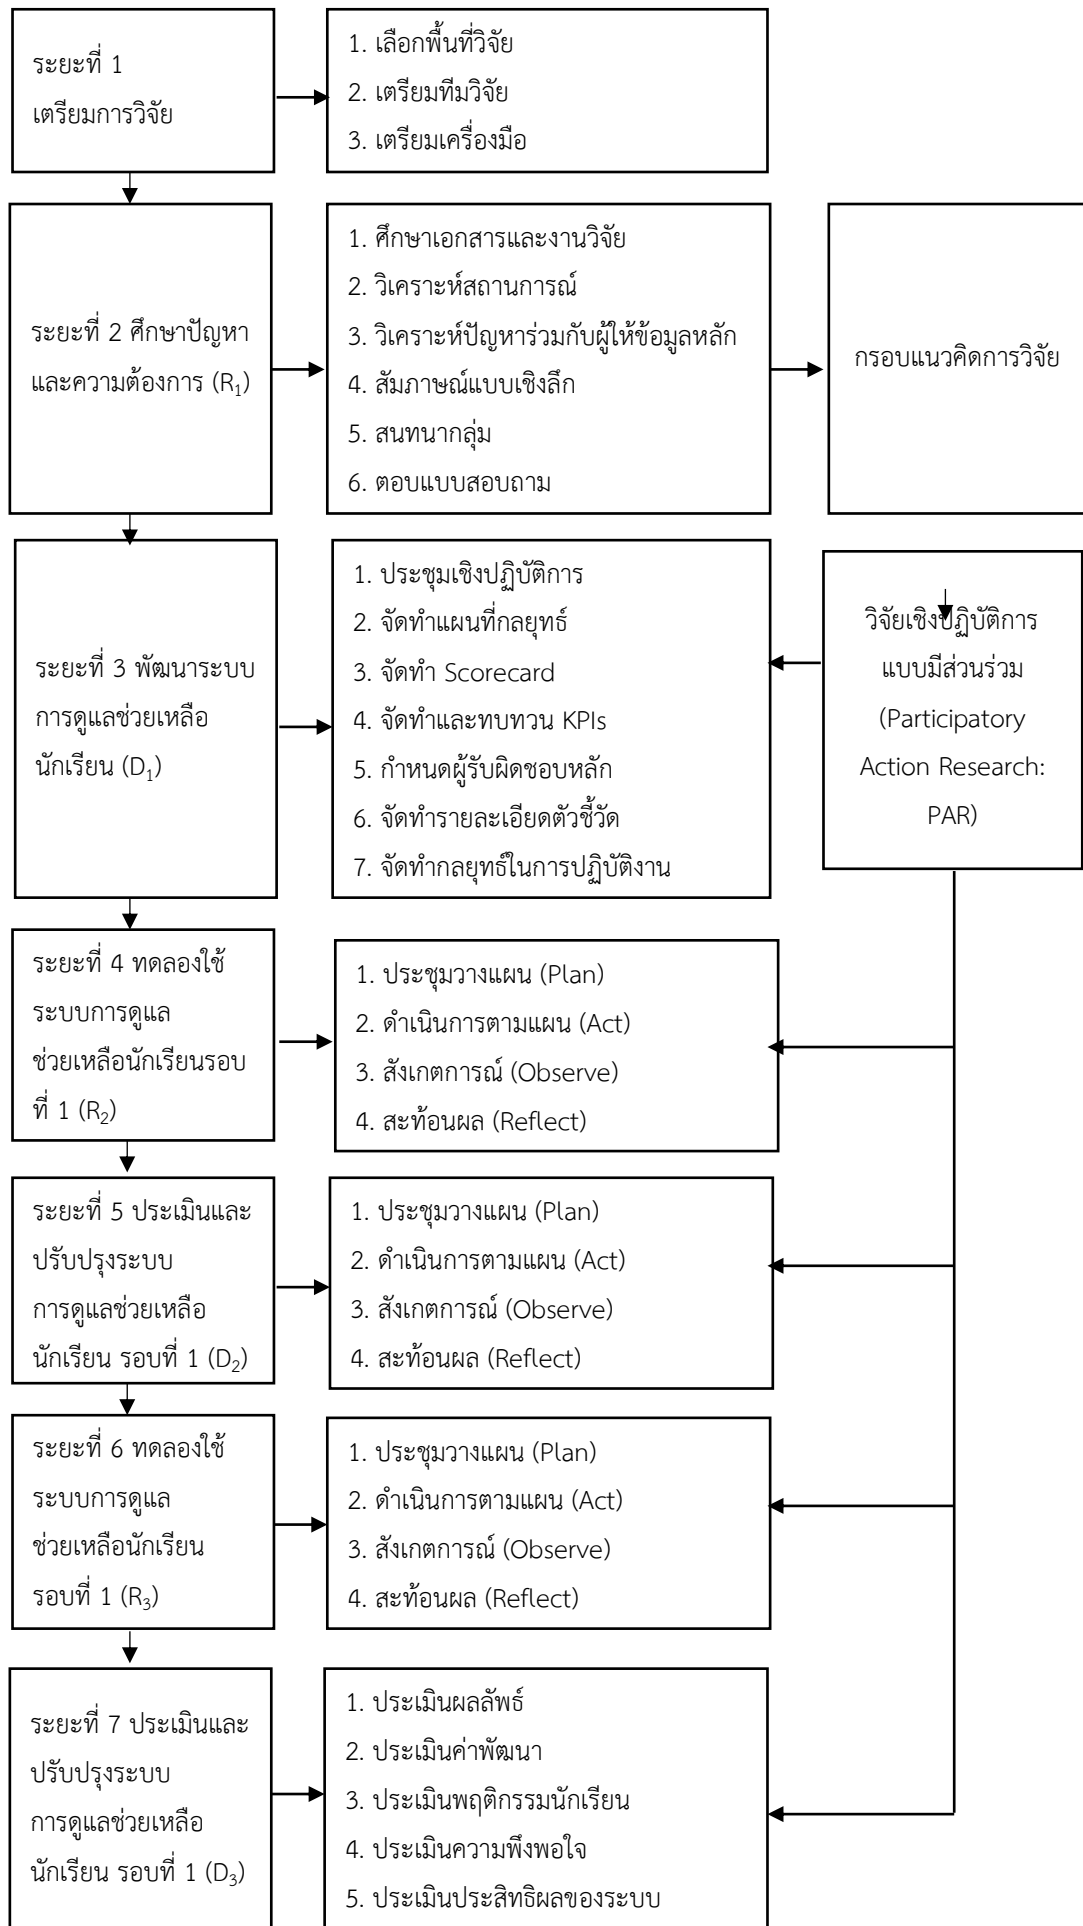 ระยะที่ 1
เตรียมการวิจัย
1. เลือกพื้นที่วิจัย
2. เตรียมทีมวิจัย
3. เตรียมเครื่องมือ
ระยะที่ 2 ศึกษาปัญหา
และความต้องการ (R₁)
1. ศึกษาเอกสารและงานวิจัย
2. วิเคราะห์สถานการณ์
3. วิเคราะห์ปัญหาร่วมกับผู้ให้ข้อมูลหลัก
4. สัมภาษณ์แบบเชิงลึก
5. สนทนากลุ่ม
6. ตอบแบบสอบถาม
กรอบแนวคิดการวิจัย
ระยะที่ 3 พัฒนาระบบ
การดูแลช่วยเหลือ
นักเรียน (D₁)
1. ประชุมเชิงปฏิบัติการ
2. จัดทำแผนที่กลยุทธ์
3. จัดทำ Scorecard
4. จัดทำและทบทวน KPIs
5. กำหนดผู้รับผิดชอบหลัก
6. จัดทำรายละเอียดตัวชี้วัด
7. จัดทำกลยุทธ์ในการปฏิบัติงาน
วิจัยเชิงปฏิบัติการ
แบบมีส่วนร่วม
(Participatory
Action Research:
PAR)
ระยะที่ 4 ทดลองใช้
ระบบการดูแล
ช่วยเหลือนักเรียนรอบ
ที่ 1 (R₂)
1. ประชุมวางแผน (Plan)
2. ดำเนินการตามแผน (Act)
3. สังเกตการณ์ (Observe)
4. สะท้อนผล (Reflect)
ระยะที่ 5 ประเมินและ
ปรับปรุงระบบ
การดูแลช่วยเหลือ
นักเรียน รอบที่ 1 (D₂)
1. ประชุมวางแผน (Plan)
2. ดำเนินการตามแผน (Act)
3. สังเกตการณ์ (Observe)
4. สะท้อนผล (Reflect)
ระยะที่ 6 ทดลองใช้
ระบบการดูแล
ช่วยเหลือนักเรียน
รอบที่ 1 (R₃)
1. ประชุมวางแผน (Plan)
2. ดำเนินการตามแผน (Act)
3. สังเกตการณ์ (Observe)
4. สะท้อนผล (Reflect)
ระยะที่ 7 ประเมินและ
ปรับปรุงระบบ
การดูแลช่วยเหลือ
นักเรียน รอบที่ 1 (D₃)
1. ประเมินผลลัพธ์
2. ประเมินค่าพัฒนา
3. ประเมินพฤติกรรมนักเรียน
4. ประเมินความพึงพอใจ
5. ประเมินประสิทธิผลของระบบ